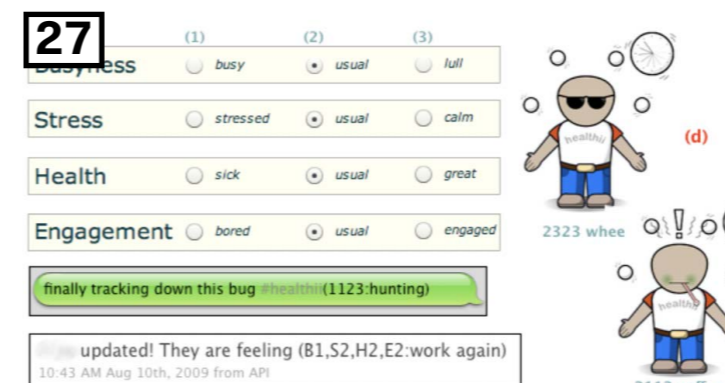 27
(1) (2) (3)
Busyness busy usual lull
Stress stressed usual calm
Health sick usual great
Engagement bored usual engaged
finally tracking down this bug #healthii(1123:hunting)
updated! They are feeling (B1,S2,H2,E2:work again)
10:43 AM Aug 10th, 2009 from API
healthii
(d)
2323 whee
!
healthii